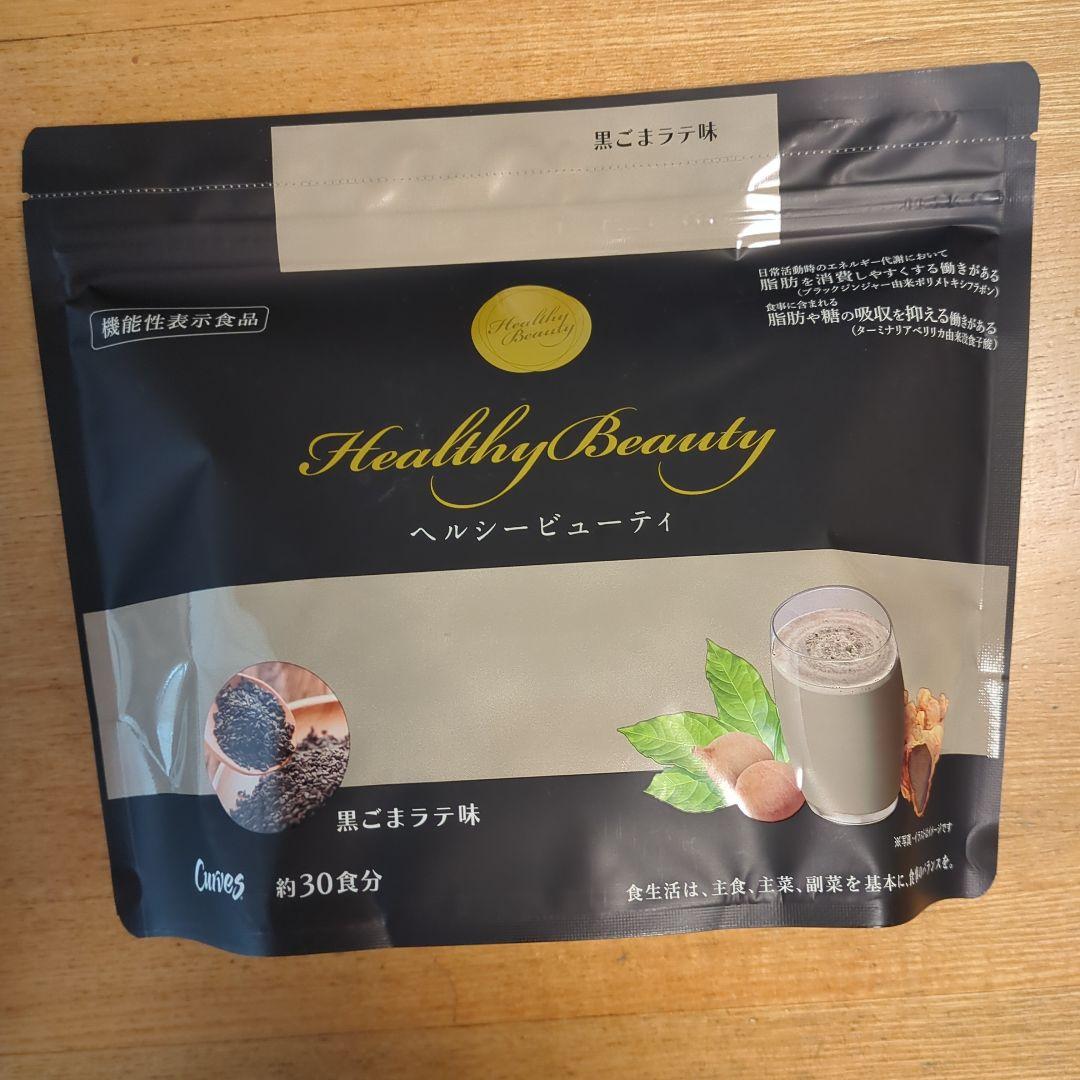 黒ごまラテ味
機能性表示食品
日常活動時のエネルギー代謝において
脂肪を消費しやすくする働きがある
(ブラックジンジャー由来ポリメトキシフラボン)
食事に含まれる
脂肪や糖の吸収を抑える働きがある
(ターミナリアベリリカ由来没食子酸)
Healthy
Beauty
Healthy Beauty
ヘルシービューティ
黒ごまラテ味
※写真・イラストはイメージです
Curves
約30食分
食生活は、主食、主菜、副菜を基本に、食事のバランスを。